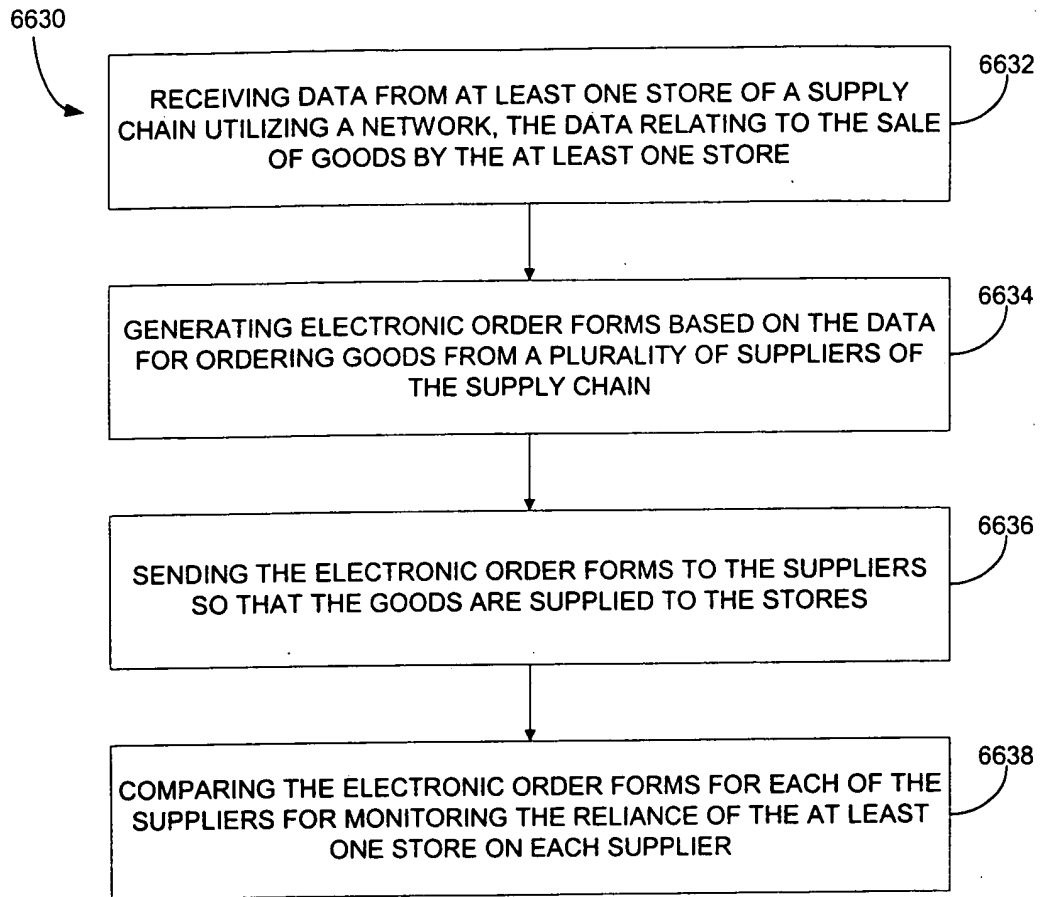 6630
6632
RECEIVING DATA FROM AT LEAST ONE STORE OF A SUPPLY
CHAIN UTILIZING A NETWORK, THE DATA RELATING TO THE SALE
OF GOODS BY THE AT LEAST ONE STORE
6634
GENERATING ELECTRONIC ORDER FORMS BASED ON THE DATA
FOR ORDERING GOODS FROM A PLURALITY OF SUPPLIERS OF
THE SUPPLY CHAIN
6636
SENDING THE ELECTRONIC ORDER FORMS TO THE SUPPLIERS
SO THAT THE GOODS ARE SUPPLIED TO THE STORES
6638
COMPARING THE ELECTRONIC ORDER FORMS FOR EACH OF THE
SUPPLIERS FOR MONITORING THE RELIANCE OF THE AT LEAST
ONE STORE ON EACH SUPPLIER